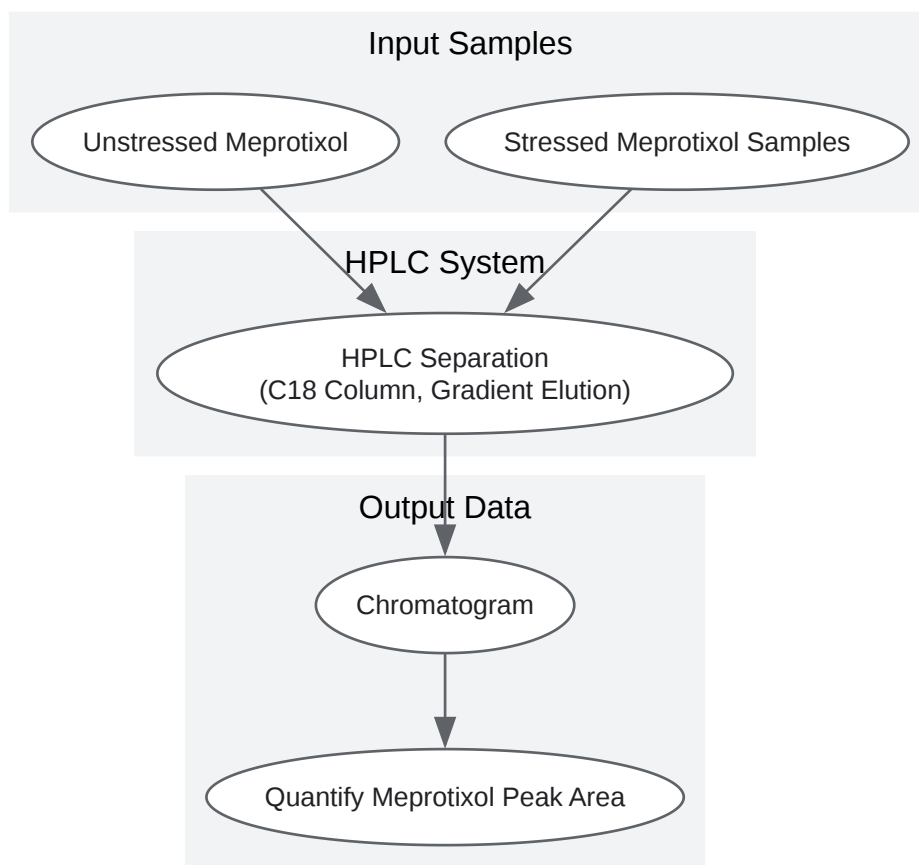 Input Samples
Unstressed Meprotixol
Stressed Meprotixol Samples
HPLC System
HPLC Separation
(C18 Column, Gradient Elution)
Output Data
Chromatogram
Quantify Meprotixol Peak Area